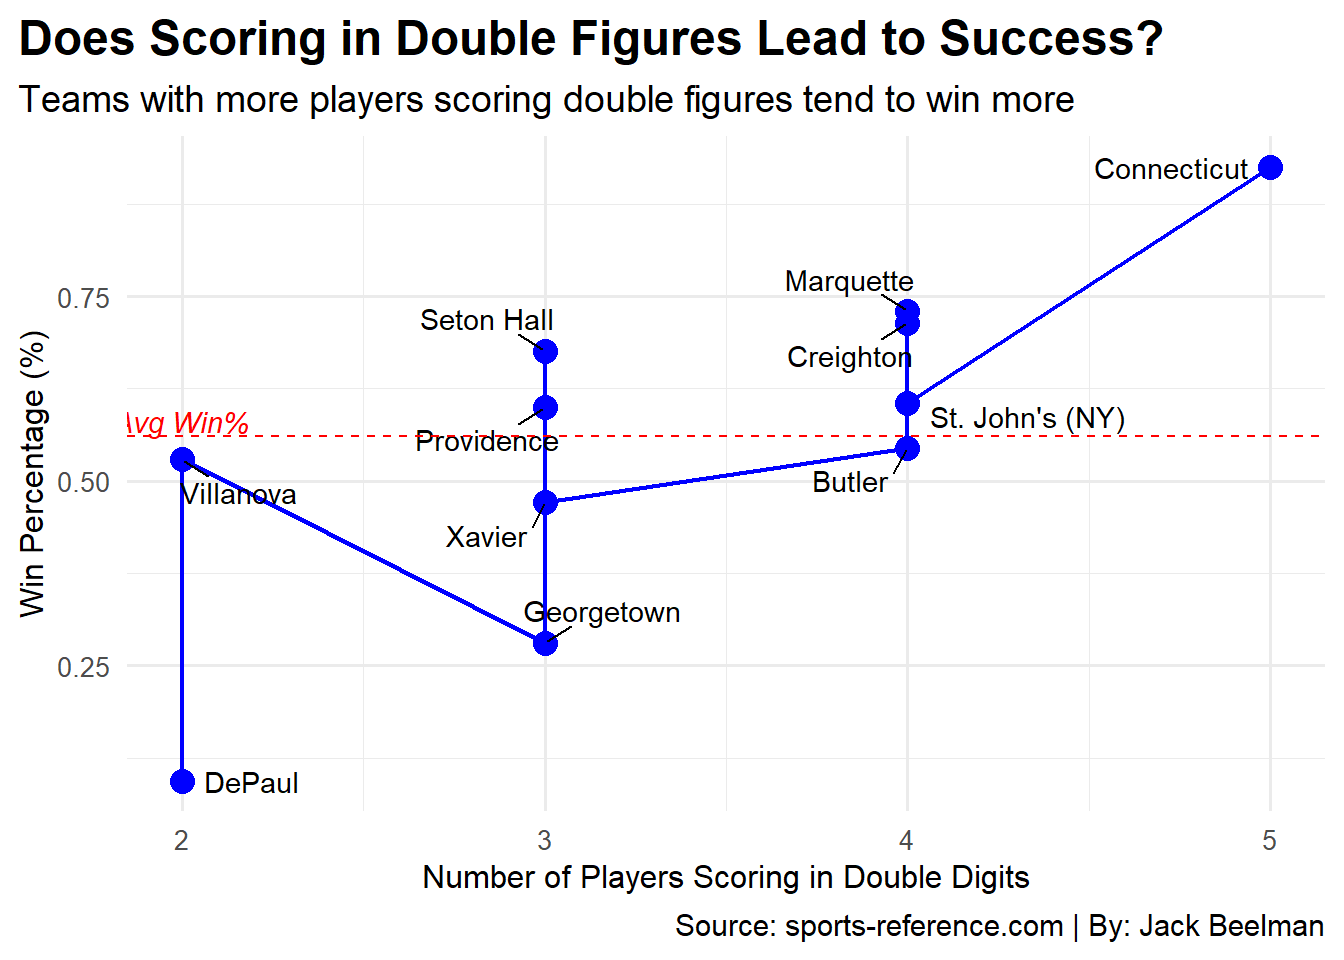 Does Scoring in Double Figures Lead to Success?
Teams with more players scoring double figures tend to win more
Connecticut
Marquette
0.75
Seton Hall
Creighton
Avg Win%
St. John's (NY)
Providence
0.50
Villanova
Butler
Xavier
Georgetown
0.25
DePaul
Win Percentage (%)
2 3 4 5
Number of Players Scoring in Double Digits
Source: sports-reference.com | By: Jack Beelman